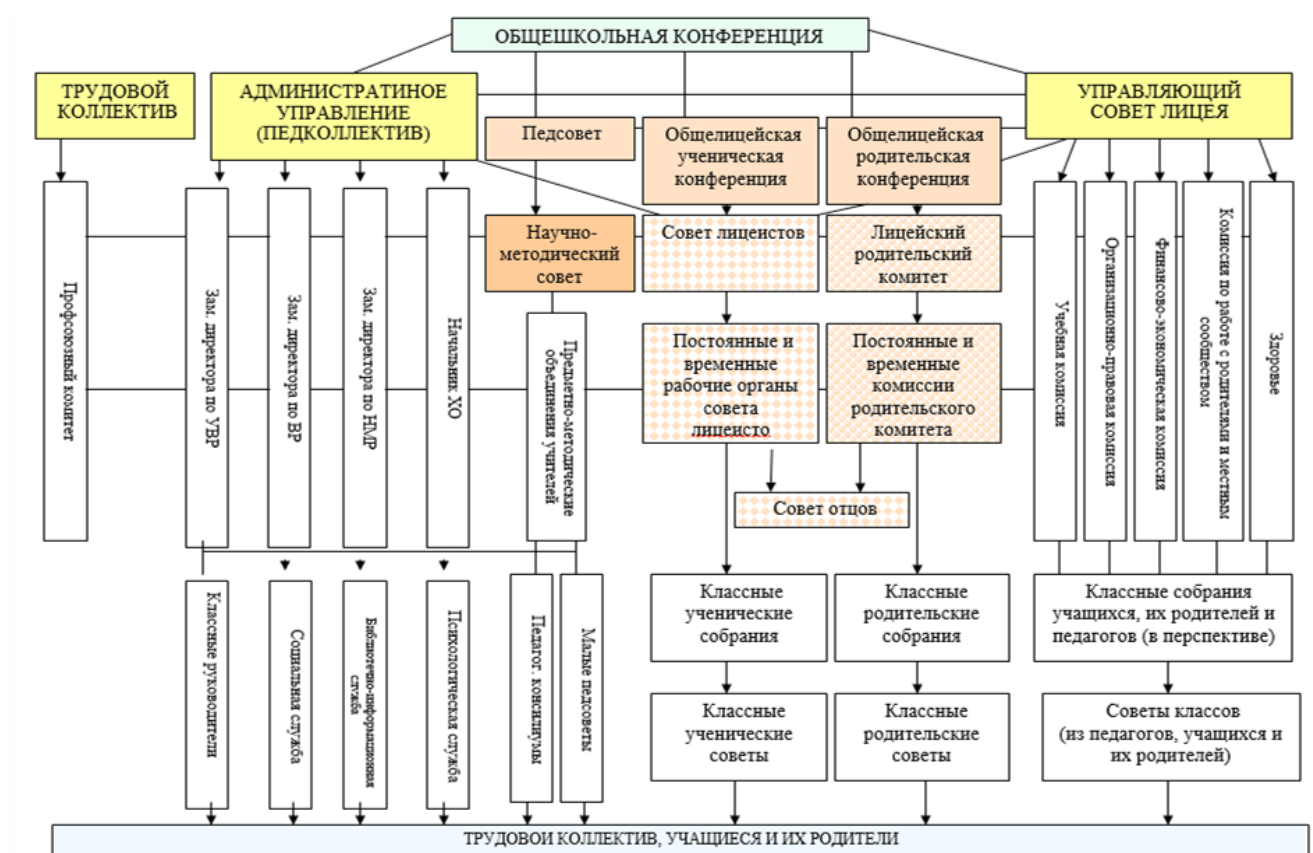 ОБЩЕШКОЛЬНАЯ КОНФЕРЕНЦИЯ
ТРУДОВОЙ
КОЛЛЕКТИВ
АДМИНИСТРАТИНОЕ
УПРАВЛЕНИЕ
(ПЕДКОЛЛЕКТИВ)
УПРАВЛЯЮЩИЙ
СОВЕТ ЛИЦЕЯ
Педсовет
Общелицейская
ученическая
конференция
Общелицейская
родительская
конференция
Научно-
методический
совет
Совет лицеистов
Лицейский
родительский
комитет
Профсоюзный комитет
Зам. директора по УВР
Зам. директора по ВР
Зам. директора по НМР
Начальник ХО
Предметно-методические
объединения учителей
Постоянные и
временные
рабочие органы
совета
лицеисто
Постоянные и
временные
комиссии
родительского
комитета
Учебная комиссия
Организационно-правовая комиссия
Финансово-экономическая комиссия
Комиссия по работе с родителями и местным
сообществом
Здоровье
Совет отцов
Классные руководители
Социальная служба
Библиотечно-информационная
служба
Психологическая служба
Педагог. консилиумы
Малые педсоветы
Классные
ученические
собрания
Классные
родительские
собрания
Классные собрания
учащихся, их родителей и
педагогов (в перспективе)
Классные
ученические
советы
Классные
родительские
советы
Советы классов
(из педагогов, учащихся и
их родителей)
ТРУДОВОЙ КОЛЛЕКТИВ, УЧАЩИЕСЯ И ИХ РОДИТЕЛИ